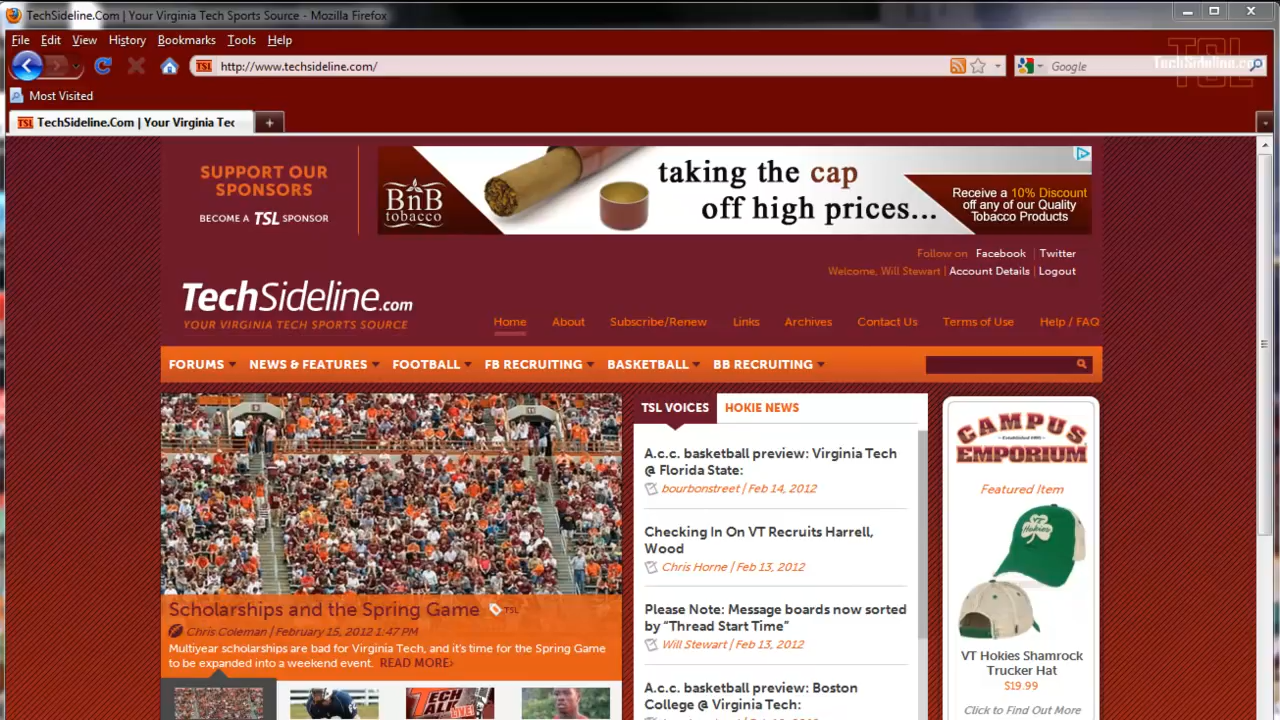 TechSideline.Com | Your Virginia Tech Sports Source - Mozilla Firefox
File Edit View History Bookmarks Tools Help
TSL http://www.techsideline.com/
Google
TSL
TechSideline.co
Most Visited
TSL TechSideline.Com | Your Virginia Tec
SUPPORT OUR
SPONSORS
BECOME A TSL SPONSOR
BnB
tobacco
taking the cap
off high prices...
Receive a 10% Discount
off any of our Quality
Tobacco Products
Follow on Facebook | Twitter
Welcome, Will Stewart | Account Details | Logout
TechSideline.com
YOUR VIRGINIA TECH SPORTS SOURCE
Home About Subscribe/Renew Links Archives Contact Us Terms of Use Help / FAQ
FORUMS NEWS & FEATURES FOOTBALL FB RECRUITING BASKETBALL BB RECRUITING
Scholarships and the Spring Game TSL
Chris Coleman / February 15, 2012 1:47 PM
Multiyear scholarships are bad for Virginia Tech, and it's time for the Spring Game
to be expanded into a weekend event. READ MORE›
TECH
TALK
LIVE!
TSL VOICES HOKIE NEWS
A.c.c. basketball preview: Virginia Tech
@ Florida State:
bourbonstreet | Feb 14, 2012
Checking In On VT Recruits Harrell,
Wood
Chris Horne / Feb 13, 2012
Please Note: Message boards now sorted
by “Thread Start Time”
Will Stewart / Feb 13, 2012
A.c.c. basketball preview: Boston
College @ Virginia Tech:
CAMPUS
EMPORIUM
Featured Item
VT
Hokies
VT Hokies Shamrock
Trucker Hat
$19.99
Click to Find Out More